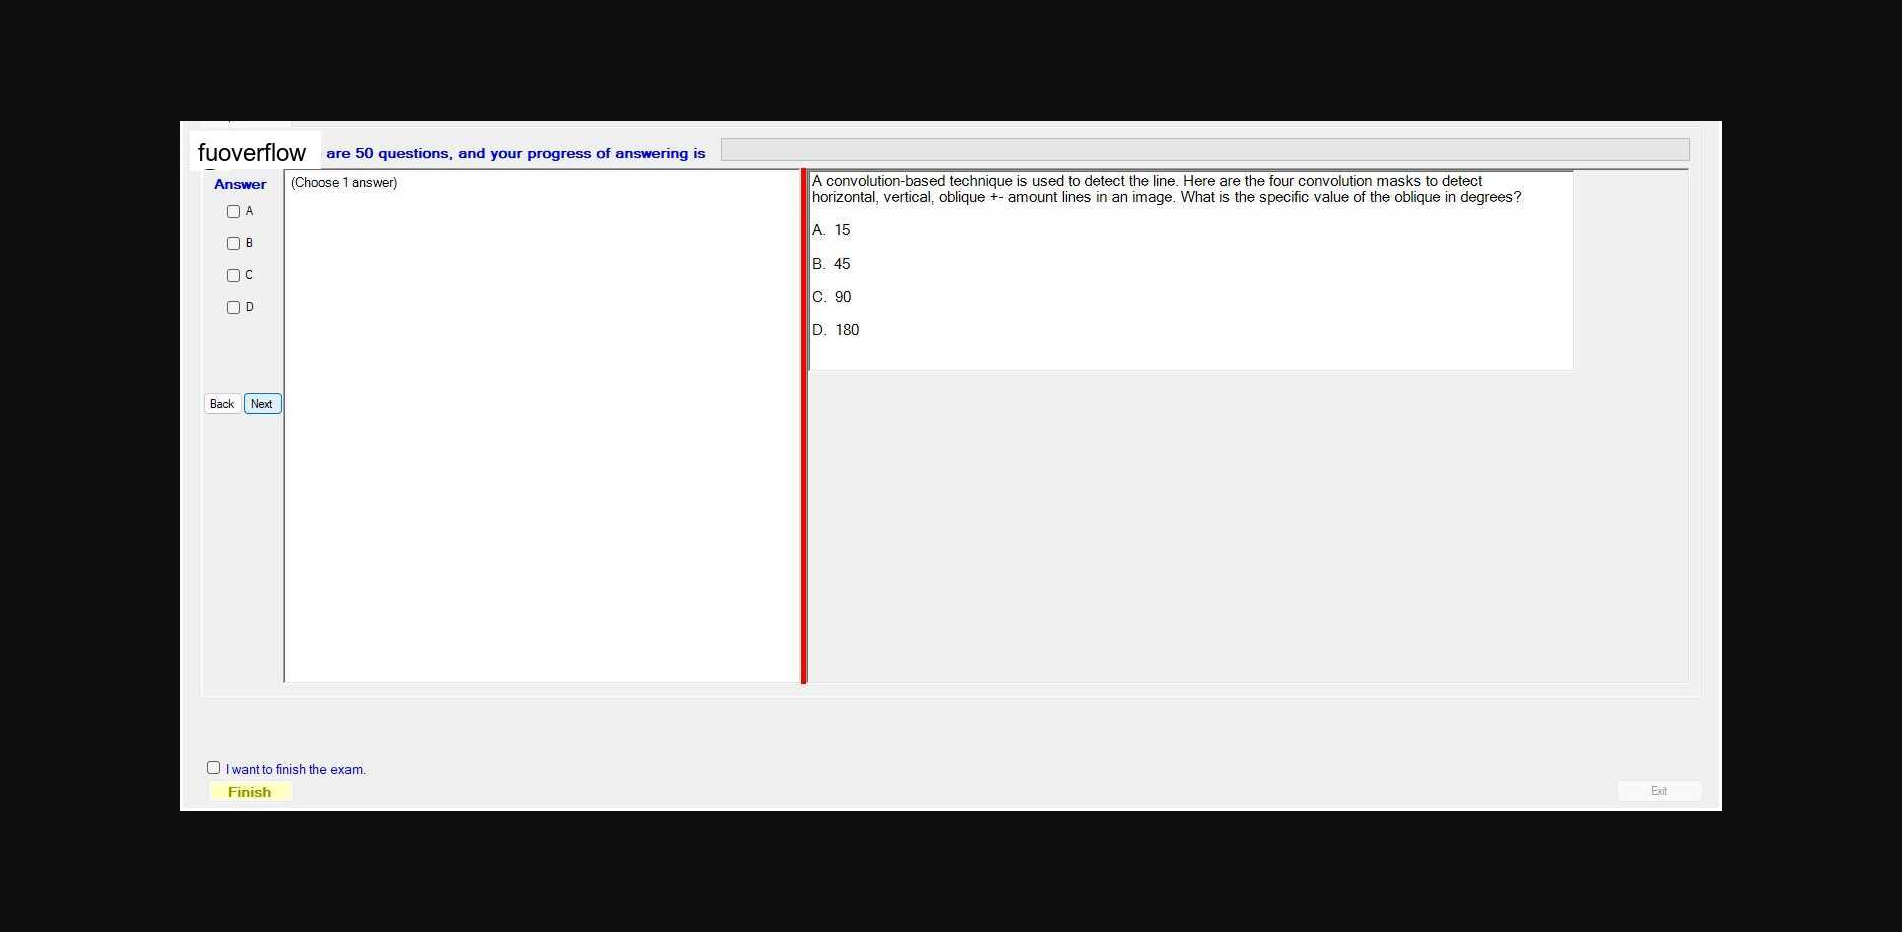 fuoverflow are 50 questions, and your progress of answering is
Answer
A
B
C
D
Back Next
(Choose 1 answer)
A convolution-based technique is used to detect the line. Here are the four convolution masks to detect
horizontal, vertical, oblique +- amount lines in an image. What is the specific value of the oblique in degrees?
A. 15
B. 45
C. 90
D. 180
I want to finish the exam.
Finish
Exit